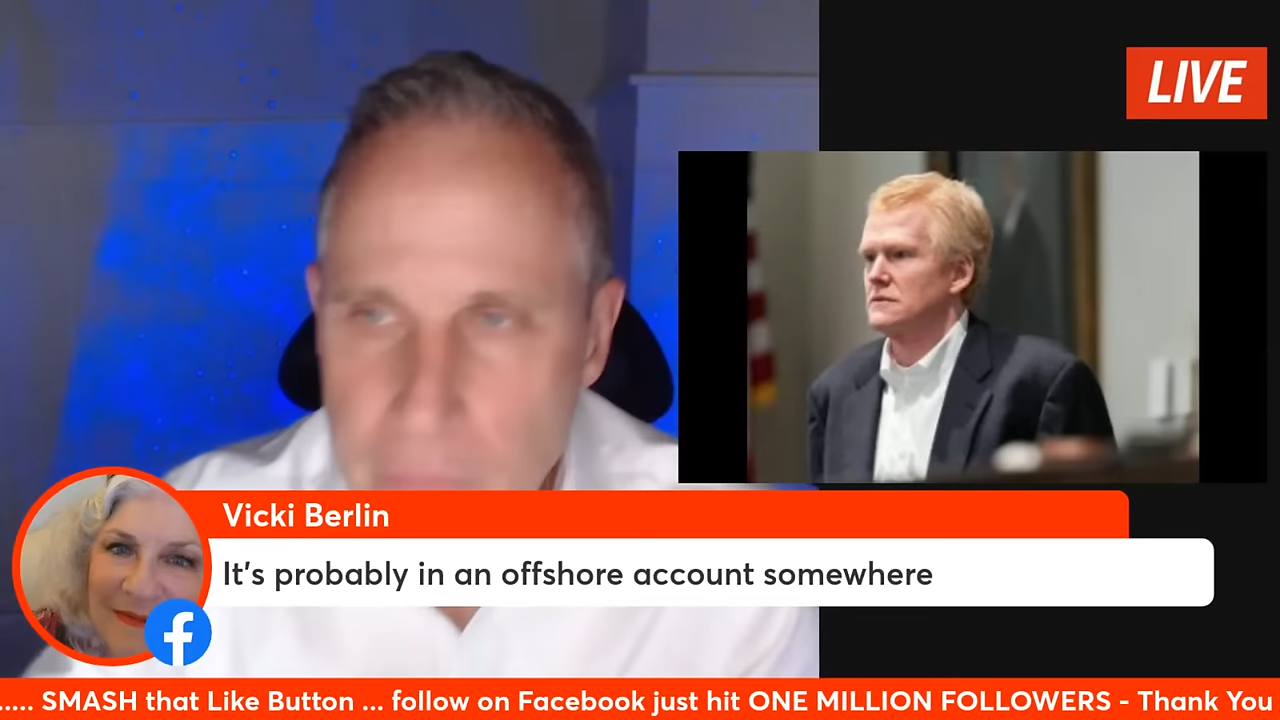 LIVE
Vicki Berlin
It's probably in an offshore account somewhere
..... SMASH that Like Button ... follow on Facebook just hit ONE MILLION FOLLOWERS - Thank You